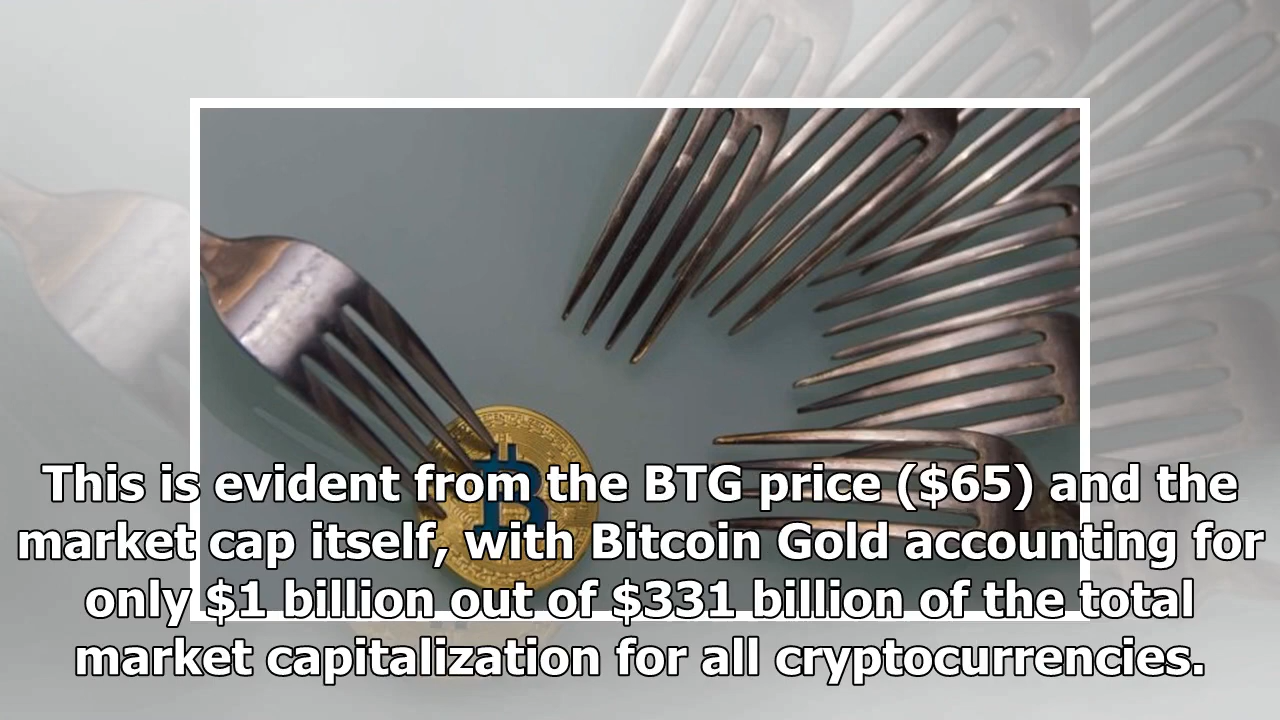 This is evident from the BTG price ($65) and the
market cap itself, with Bitcoin Gold accounting for
only $1 billion out of $331 billion of the total
market capitalization for all cryptocurrencies.